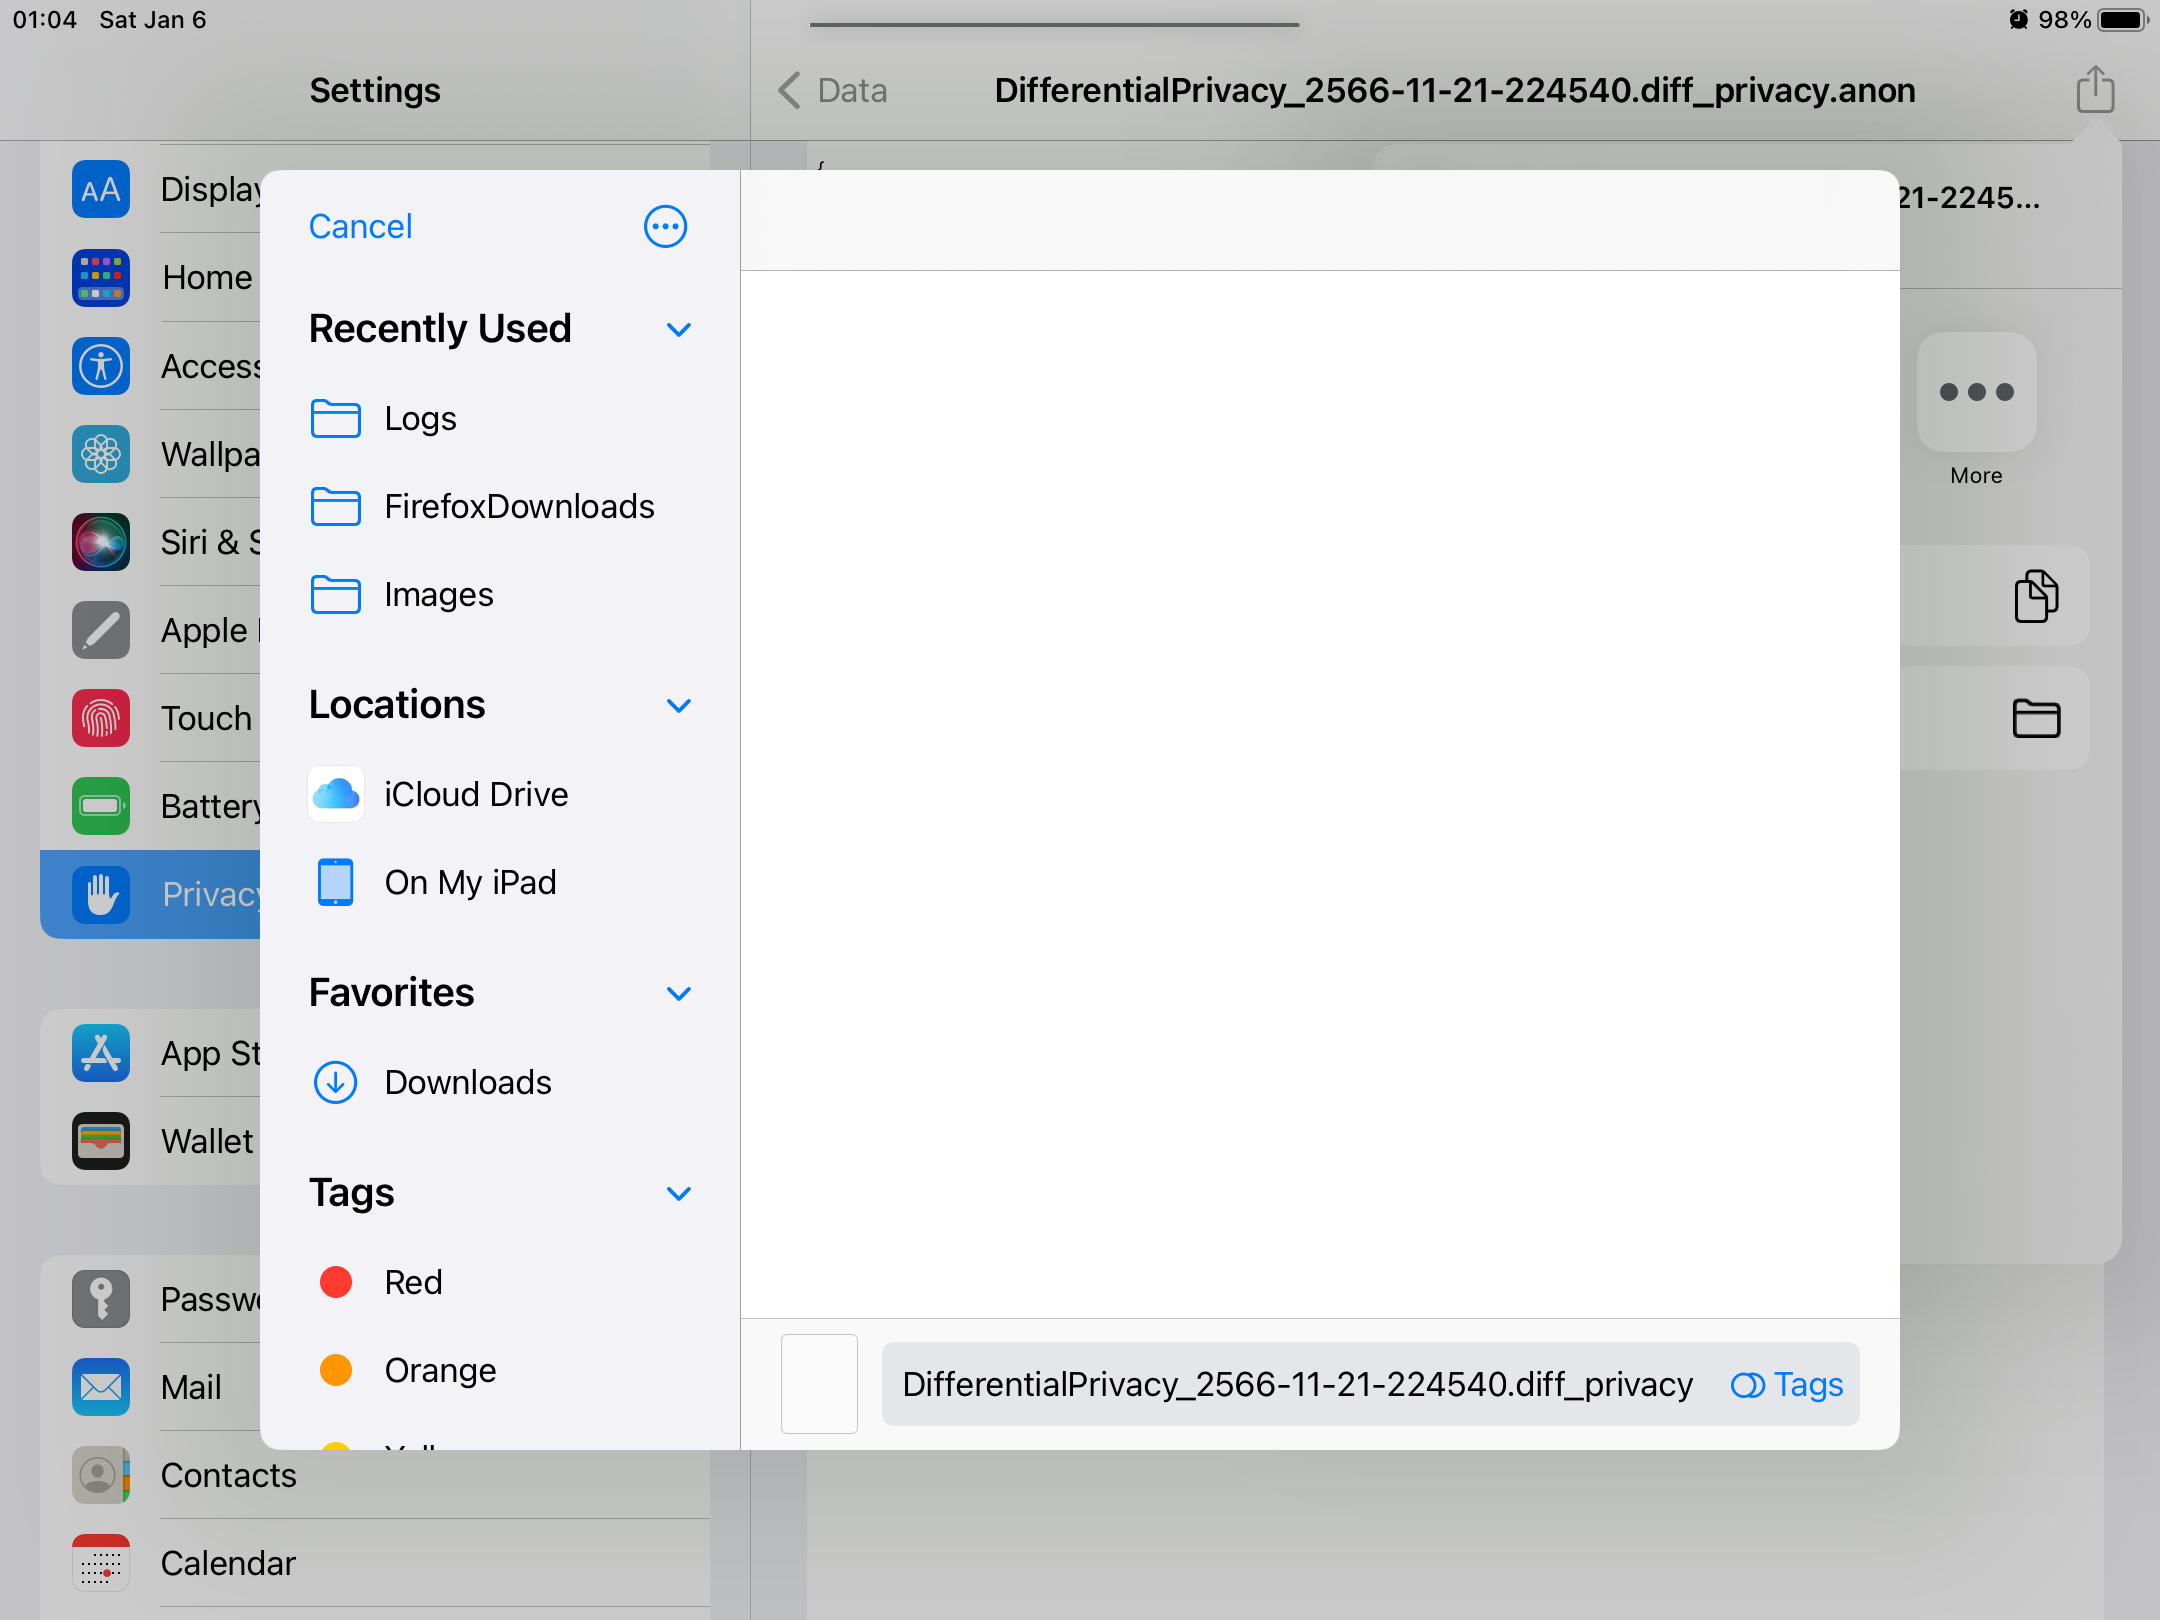 01:04 Sat Jan 6
98%
Settings
Data
DifferentialPrivacy_2566-11-21-224540.diff_privacy.anon
{
Display
Home
Access
Wallpa
Siri & S
Apple
Touch
Battery
Privacy
App St
Wallet
Passwo
Mail
Contacts
Calendar
Cancel
Recently Used
Logs
FirefoxDownloads
Images
Locations
iCloud Drive
On My iPad
Favorites
Downloads
Tags
Red
Orange
21-2245...
More
DifferentialPrivacy_2566-11-21-224540.diff_privacy
Tags